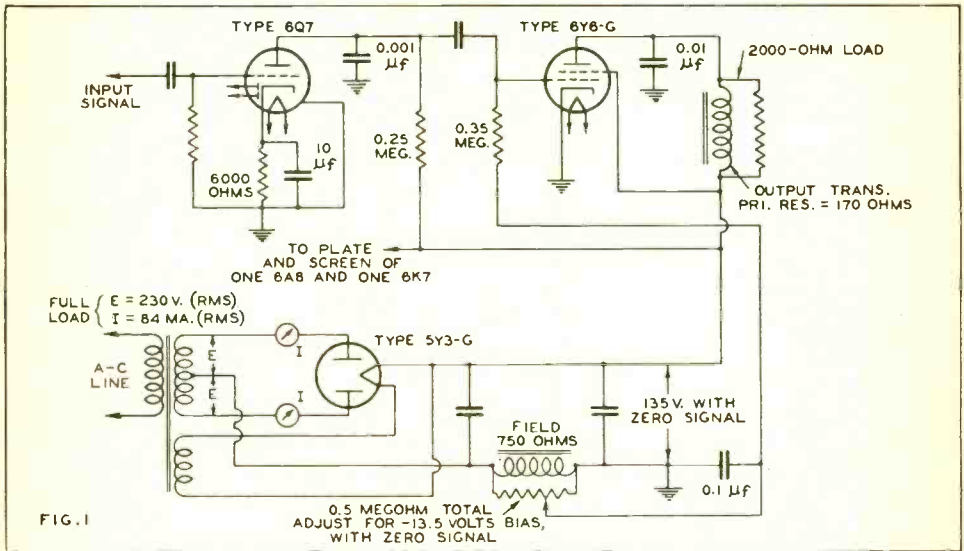 TYPE 6Q7
TYPE 6Y6-G
0.001
µf
0.01
µf
2000-OHM LOAD
INPUT
SIGNAL
0.25
MEG.
0.35
MEG.
10
µf
6000
OHMS
OUTPUT TRANS.
PRI. RES. = 170 OHMS
TO PLATE
AND SCREEN OF
ONE 6A8 AND ONE 6K7
FULL
LOAD
E = 230 V. (RMS)
I = 84 MA. (RMS)
TYPE 5Y3-G
I
A-C
LINE
E
E
I
135 V. WITH
ZERO SIGNAL
FIELD
750 OHMS
0.1 µf
0.5 MEGOHM TOTAL
ADJUST FOR -13.5 VOLTS BIAS,
WITH ZERO SIGNAL
FIG. 1